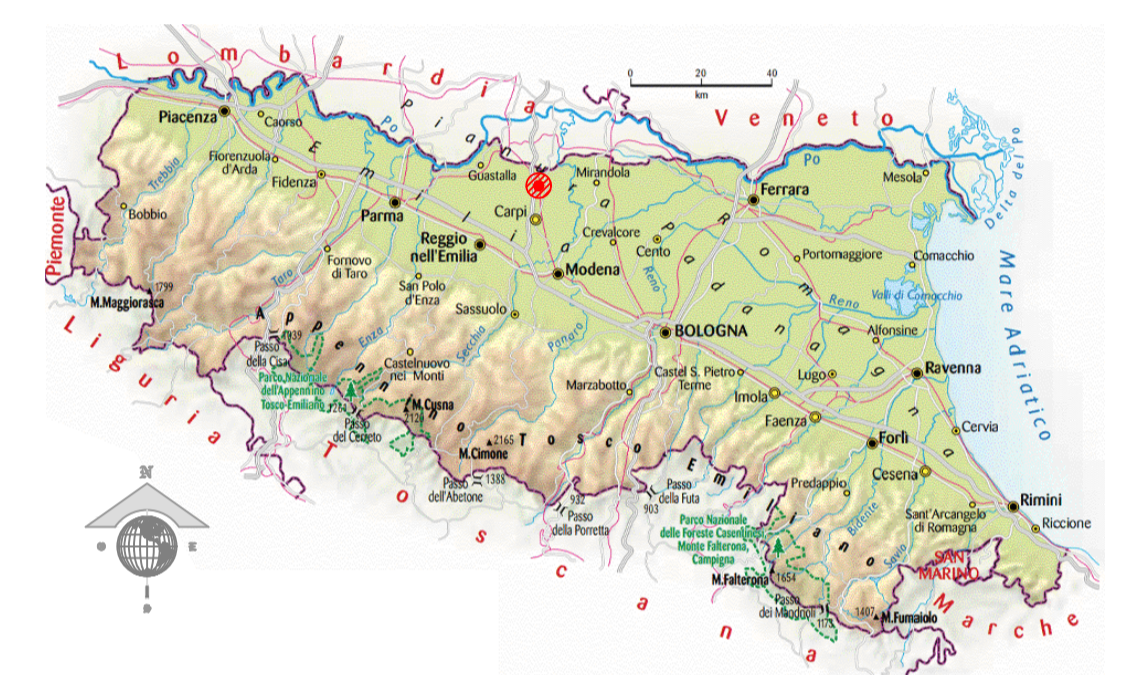 Lombardia
0 20 40
km
Veneto
Piacenza
Caorso
Po
Pianura Padana
Po
Delta del Po
Emilia
Romagna
Trebbia
Fiorenzuola
d'Arda
Fidenza
Guastalla
Mirandola
Mesola
Ferrara
Piemonte
Bobbio
Parma
Carpi
Reggio
nell'Emilia
Crevalcore
Cento
Portomaggiore
Comacchio
Mare Adriatico
Fornovo
di Taro
Taro
Modena
Reno
1799
M.Maggiorasca
San Polo
d'Enza
Sassuolo
Reno
Valli di Comacchio
Liguria
Appennino Tosco Emiliano
Enza
Secchia
Panaro
BOLOGNA
Alfonsine
1039
Passo
della Cisa
Castelnuovo
nei Monti
Castel S. Pietro
Terme
Lugo
Ravenna
Parco Nazionale
dell'Appennino
Tosco-Emiliano
1261
Passo
del Cerreto
M.Cusna
2120
Marzabotto
Imola
Faenza
Cervia
Toscana
2165
M.Cimone
Forlì
Cesena
N
Passo
dell'Abetone
1388
932
Passo
della Porretta
Passo
della Futa
903
Predappio
Rimini
Sant'Arcangelo
di Romagna
Riccione
Parco Nazionale
delle Foreste Casentinesi,
Monte Falterona,
Campigna
Bidente
Savio
O E
SAN
MARINO
M.Falterona
1654
Passo
dei Mandrioli
1173
1407
M.Fumaiolo
Marche
S